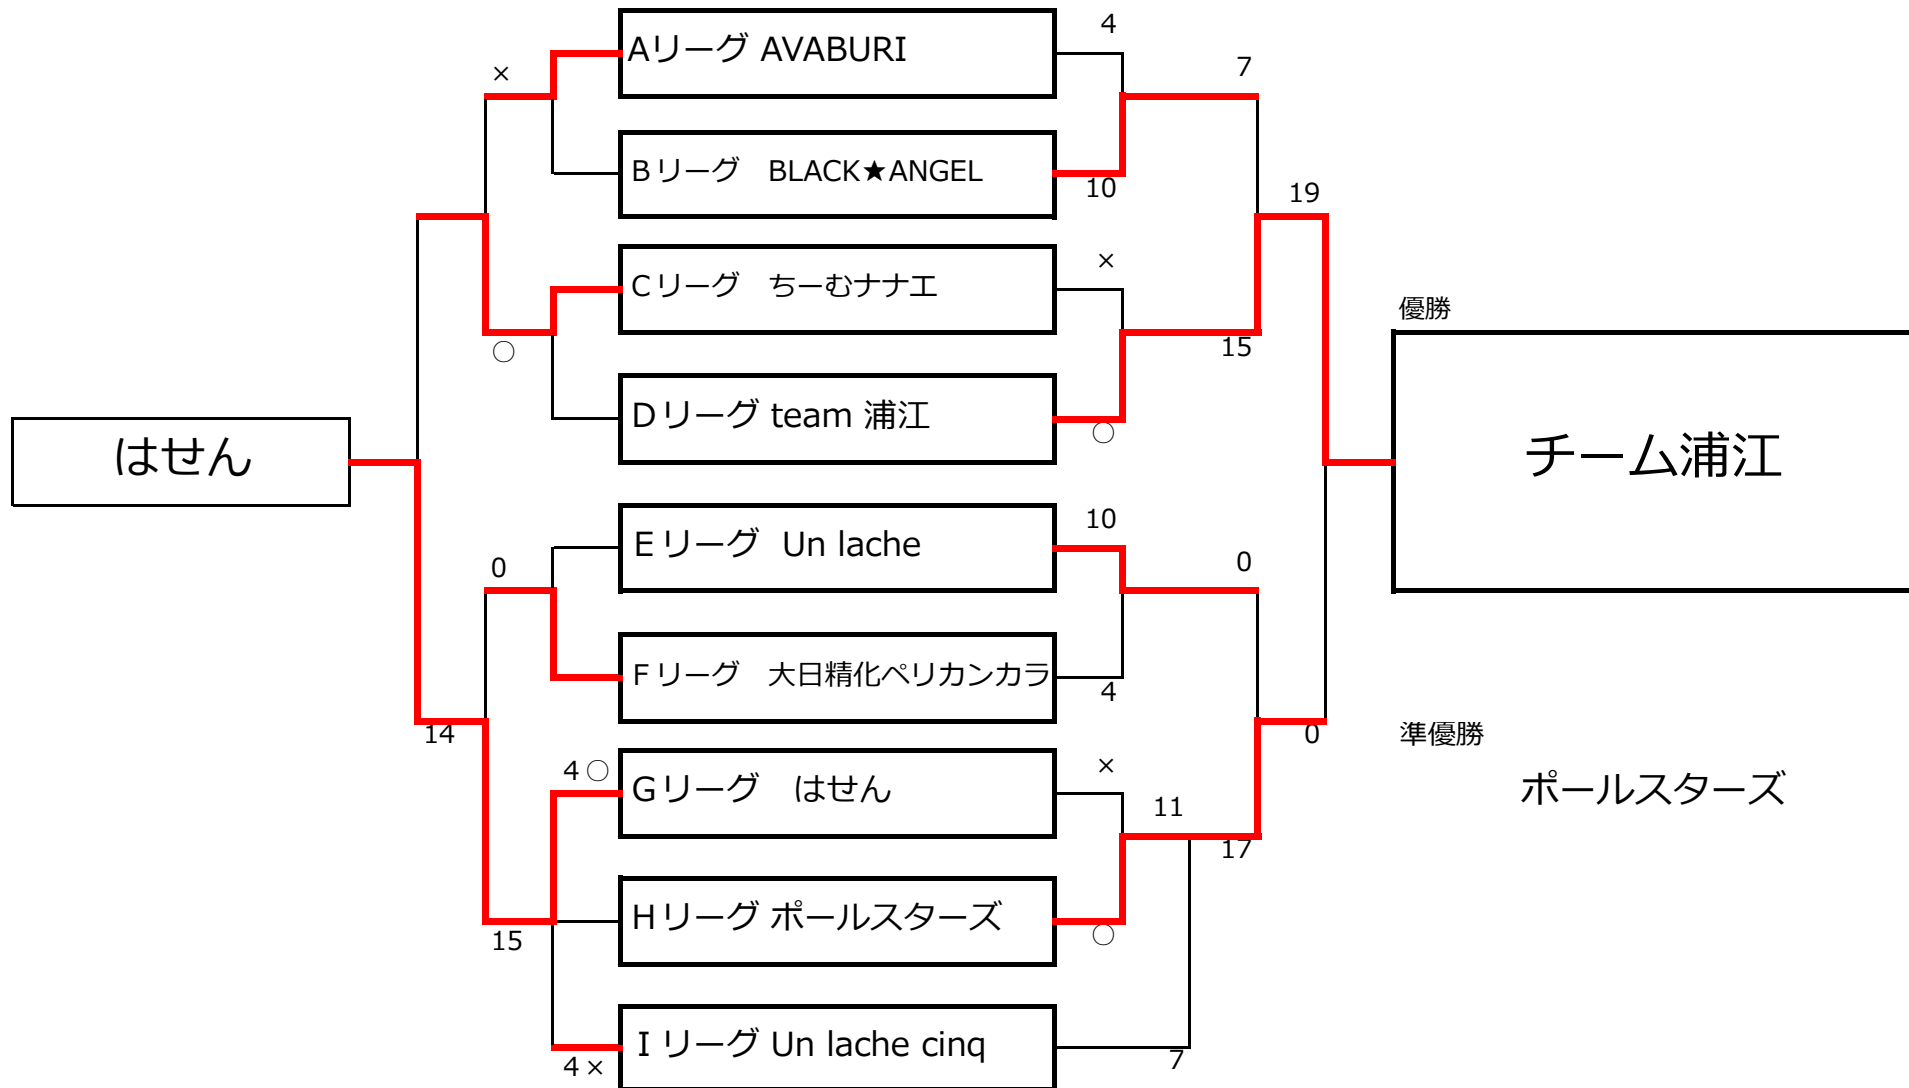 Aリーグ AVABURI
4
×
7
Bリーグ　BLACK★ANGEL
10
19
Cリーグ　ちーむナナエ
×
優勝
○
15
Dリーグ team 浦江
○
はせん
チーム浦江
Eリーグ Un lache
10
0
0
Fリーグ　大日精化ペリカンカラ
4
14
0
準優勝
4○
Gリーグ　はせん
×
ポールスターズ
11
17
Hリーグ ポールスターズ
15
○
Iリーグ Un lache cinq
4×
7